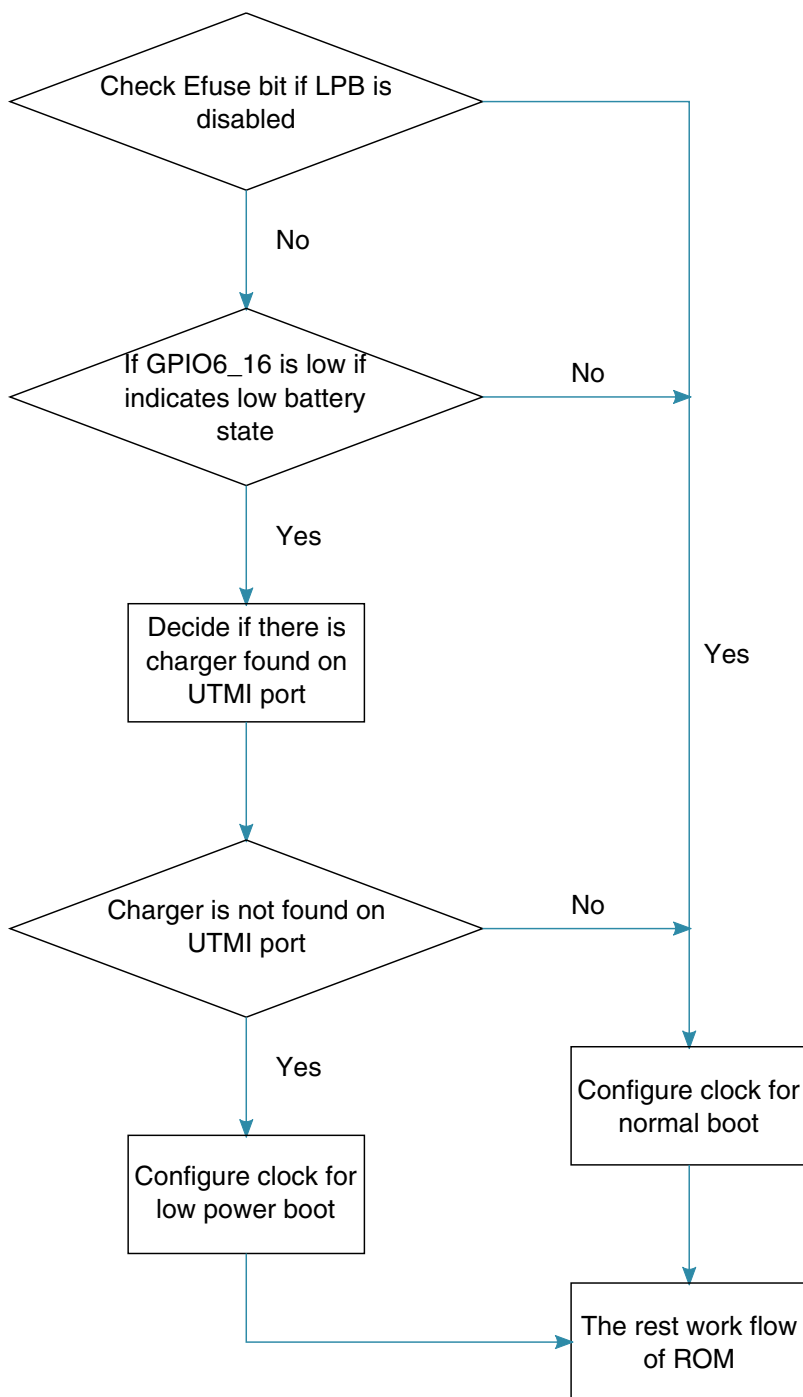 Check Efuse bit if LPB is
disabled
No
If GPIO6_16 is low if
indicates low battery
state
No
Yes
Decide if there is
charger found on
UTMI port
Yes
Charger is not found on
UTMI port
No
Yes
Configure clock for
normal boot
Configure clock for
low power boot
The rest work flow
of ROM